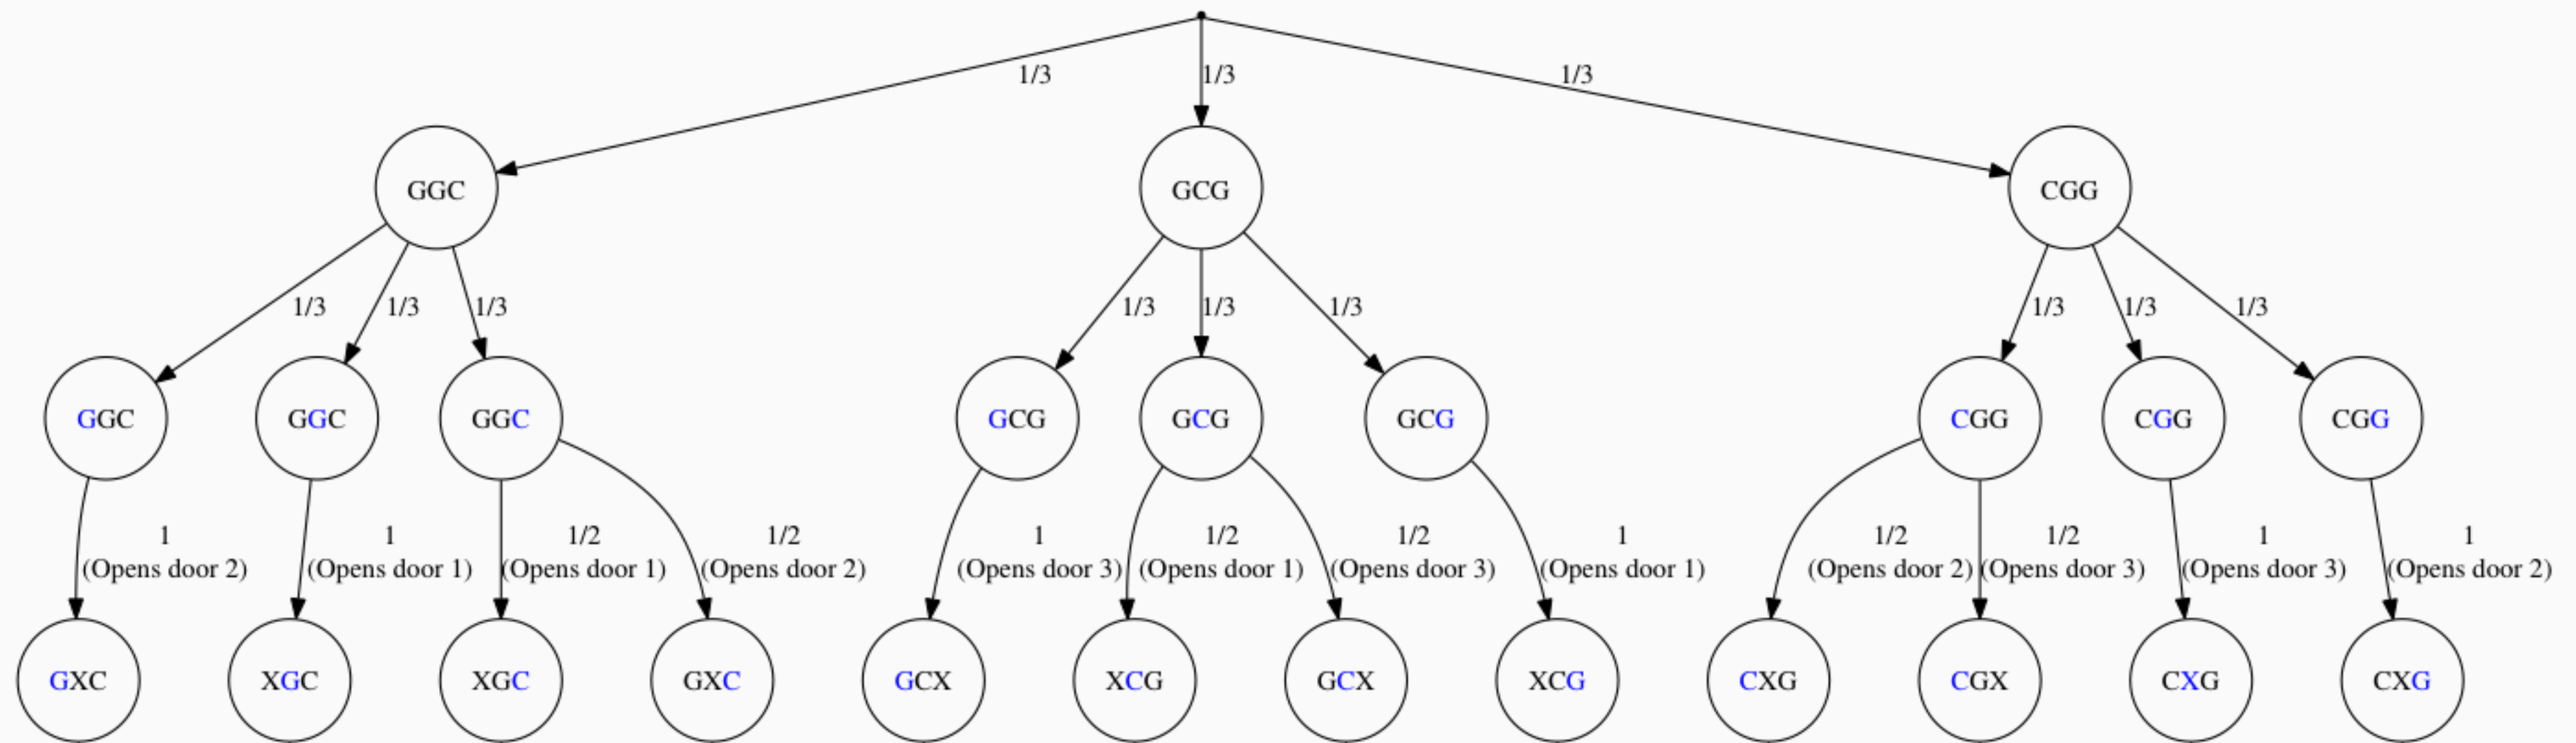 1/3 1/3 1/3
GGC GCG CGG
1/3 1/3 1/3 1/3 1/3 1/3 1/3 1/3 1/3
GGC GGC GGC GCG GCG GCG CGG CGG CGG
1 1 1/2 1/2 1 1/2 1/2 1 1/2 1/2 1 1
(Opens door 2) (Opens door 1) (Opens door 1) (Opens door 2) (Opens door 3) (Opens door 1) (Opens door 3) (Opens door 1) (Opens door 2) (Opens door 3) (Opens door 3) (Opens door 2)
GXC XGC XGC GXC GCX XCG GCX XCG CXG CGX CXG CXG